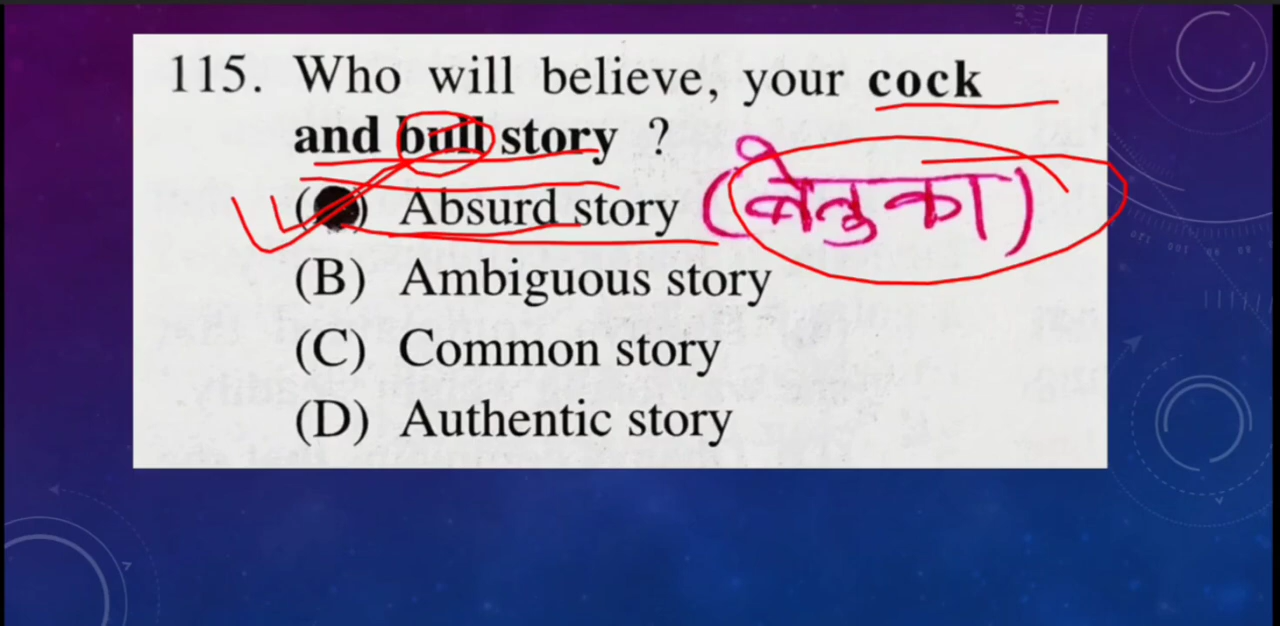 115. Who will believe, your cock
and bull story ?
( ) Absurd story (बेतुका)
(B) Ambiguous story
(C) Common story
(D) Authentic story